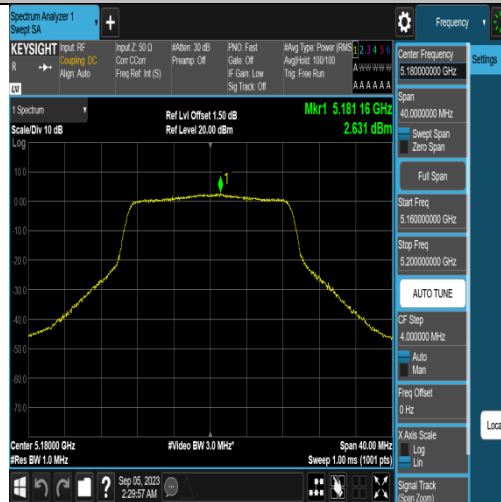 Spectrum Analyzer 1
Swept SA
+
Frequency
KEYSIGHT
R
Input: RF
Coupling: DC
Align: Auto
Input Z: 50 Ω
Corr CCorr
Freq Ref: Int (S)
#Atten: 30 dB
Preamp: Off
PNO: Fast
Gate: Off
IF Gain: Low
Sig Track: Off
#Avg Type: Power (RMS
Avg|Hold: 100/100
Trig: Free Run
1 2 3 4 5 6
A W W W W W
A A A A A A
1 Spectrum
Scale/Div 10 dB
Log
Ref Lvl Offset 1.50 dB
Ref Level 20.00 dBm
Mkr1 5.181 16 GHz
2.631 dBm
1
10.0
0.00
-10.0
-20.0
-30.0
-40.0
-50.0
-60.0
-70.0
Center 5.18000 GHz
#Res BW 1.0 MHz
#Video BW 3.0 MHz*
Span 40.00 MHz
Sweep 1.00 ms (1001 pts)
Sep 05, 2023
2:29:57 AM
Center Frequency
5.180000000 GHz
Span
40.0000000 MHz
Swept Span
Zero Span
Full Span
Start Freq
5.160000000 GHz
Stop Freq
5.200000000 GHz
AUTO TUNE
CF Step
4.000000 MHz
Auto
Man
Freq Offset
0 Hz
X Axis Scale
Log
Lin
Signal Track
(Span Zoom)
Settings
Loca